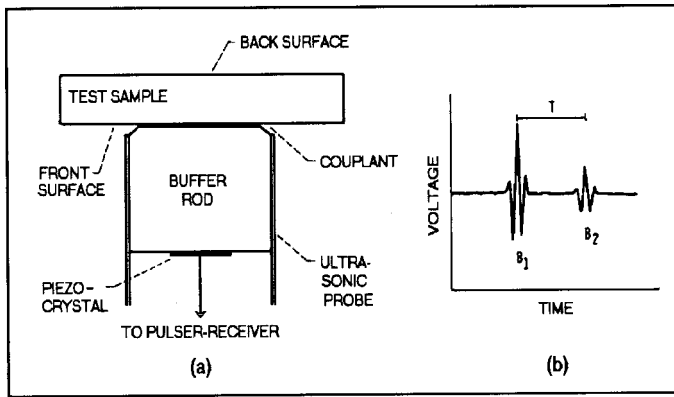 BACK SURFACE
TEST SAMPLE
FRONT
SURFACE
COUPLANT
BUFFER
ROD
PIEZO-
CRYSTAL
ULTRA-
SONIC
PROBE
TO PULSER-RECEIVER
(a)
T
VOLTAGE
B1
B2
TIME
(b)